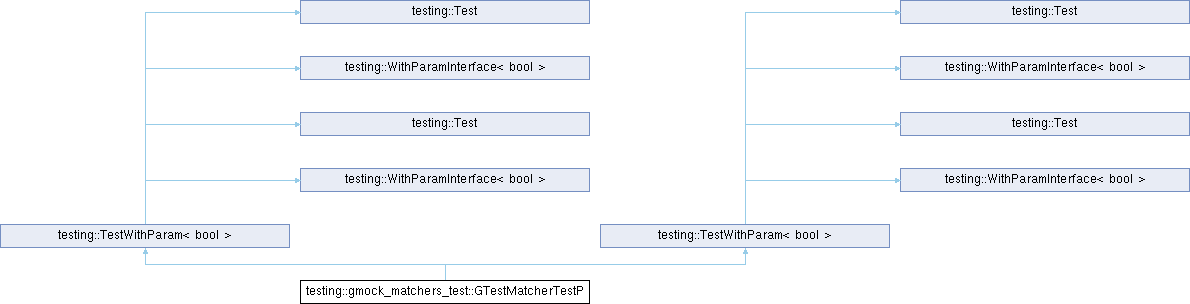 testing::Test
testing::Test
testing::WithParamInterface< bool >
testing::WithParamInterface< bool >
testing::Test
testing::Test
testing::WithParamInterface< bool >
testing::WithParamInterface< bool >
testing::TestWithParam< bool >
testing::TestWithParam< bool >
testing::gmock_matchers_test::GTestMatcherTestP